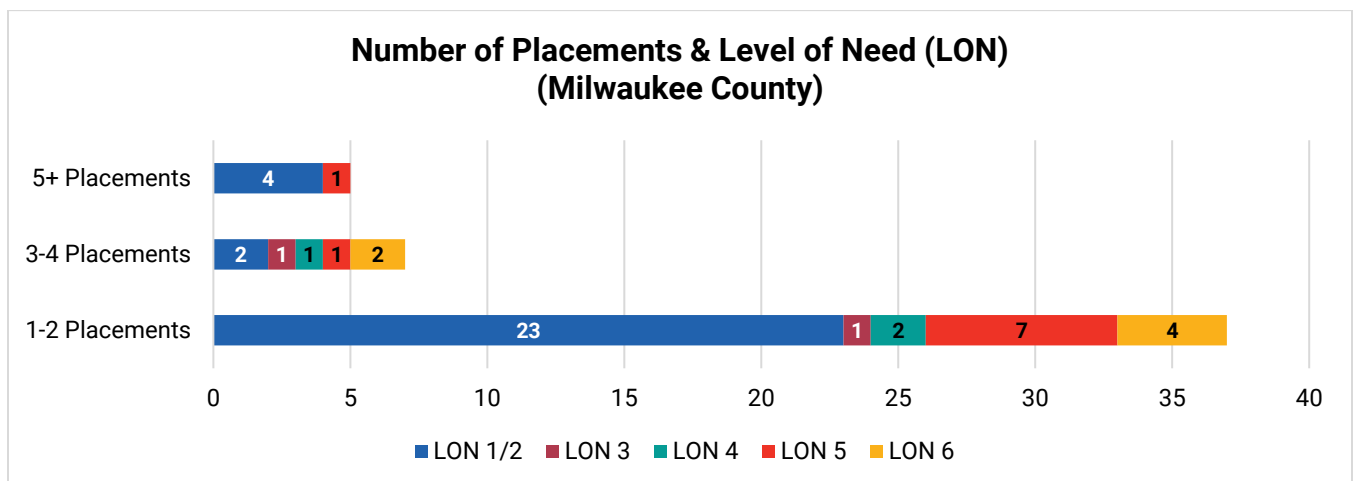 Number of Placements & Level of Need (LON)
(Milwaukee County)
5+ Placements
4 1
3-4 Placements
2 1 1 1 2
1-2 Placements
23 1 2 7 4
0 5 10 15 20 25 30 35 40
LON 1/2 LON 3 LON 4 LON 5 LON 6